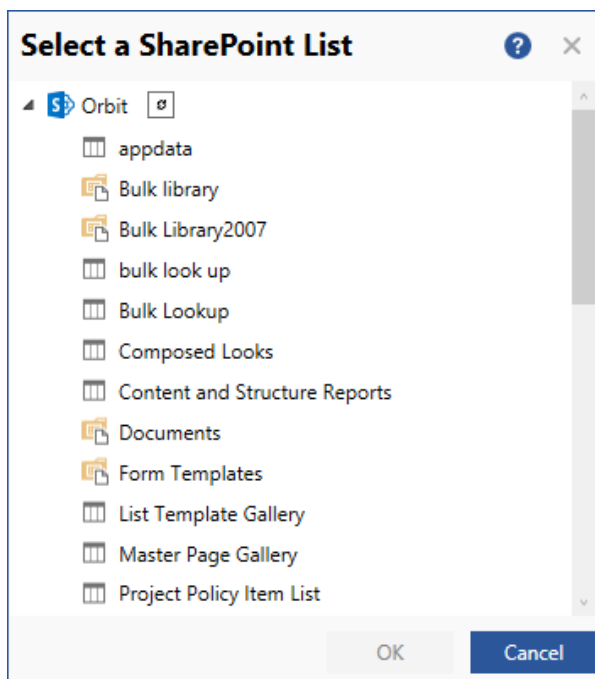 Select a SharePoint List
Orbit
appdata
Bulk library
Bulk Library2007
bulk look up
Bulk Lookup
Composed Looks
Content and Structure Reports
Documents
Form Templates
List Template Gallery
Master Page Gallery
Project Policy Item List
OK
Cancel